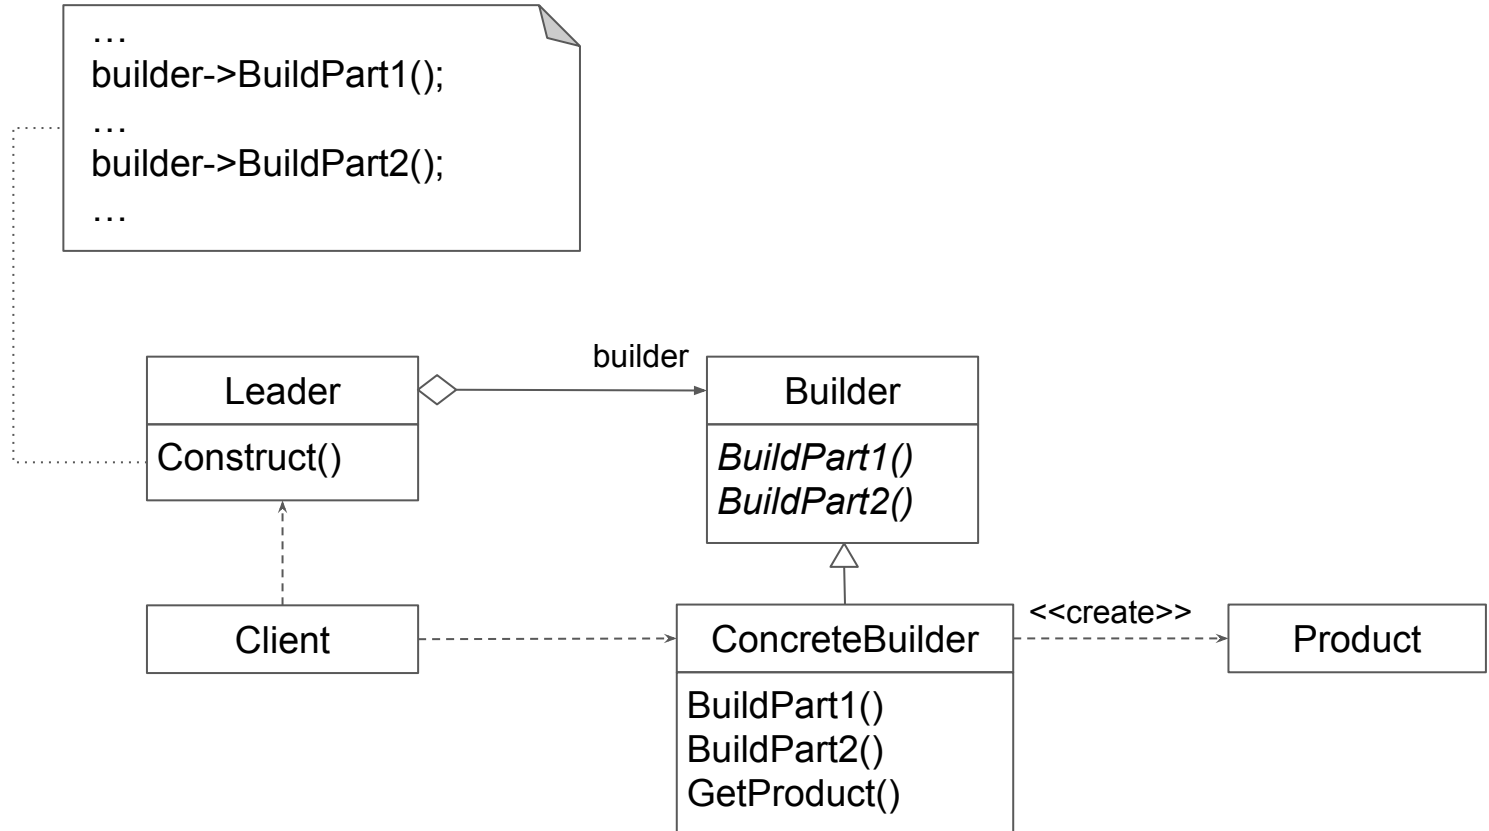 …
builder->BuildPart1();
…
builder->BuildPart2();
…
builder
Leader
Construct()
Builder
BuildPart1()
BuildPart2()
Client
ConcreteBuilder
BuildPart1()
BuildPart2()
GetProduct()
<<create>>
Product